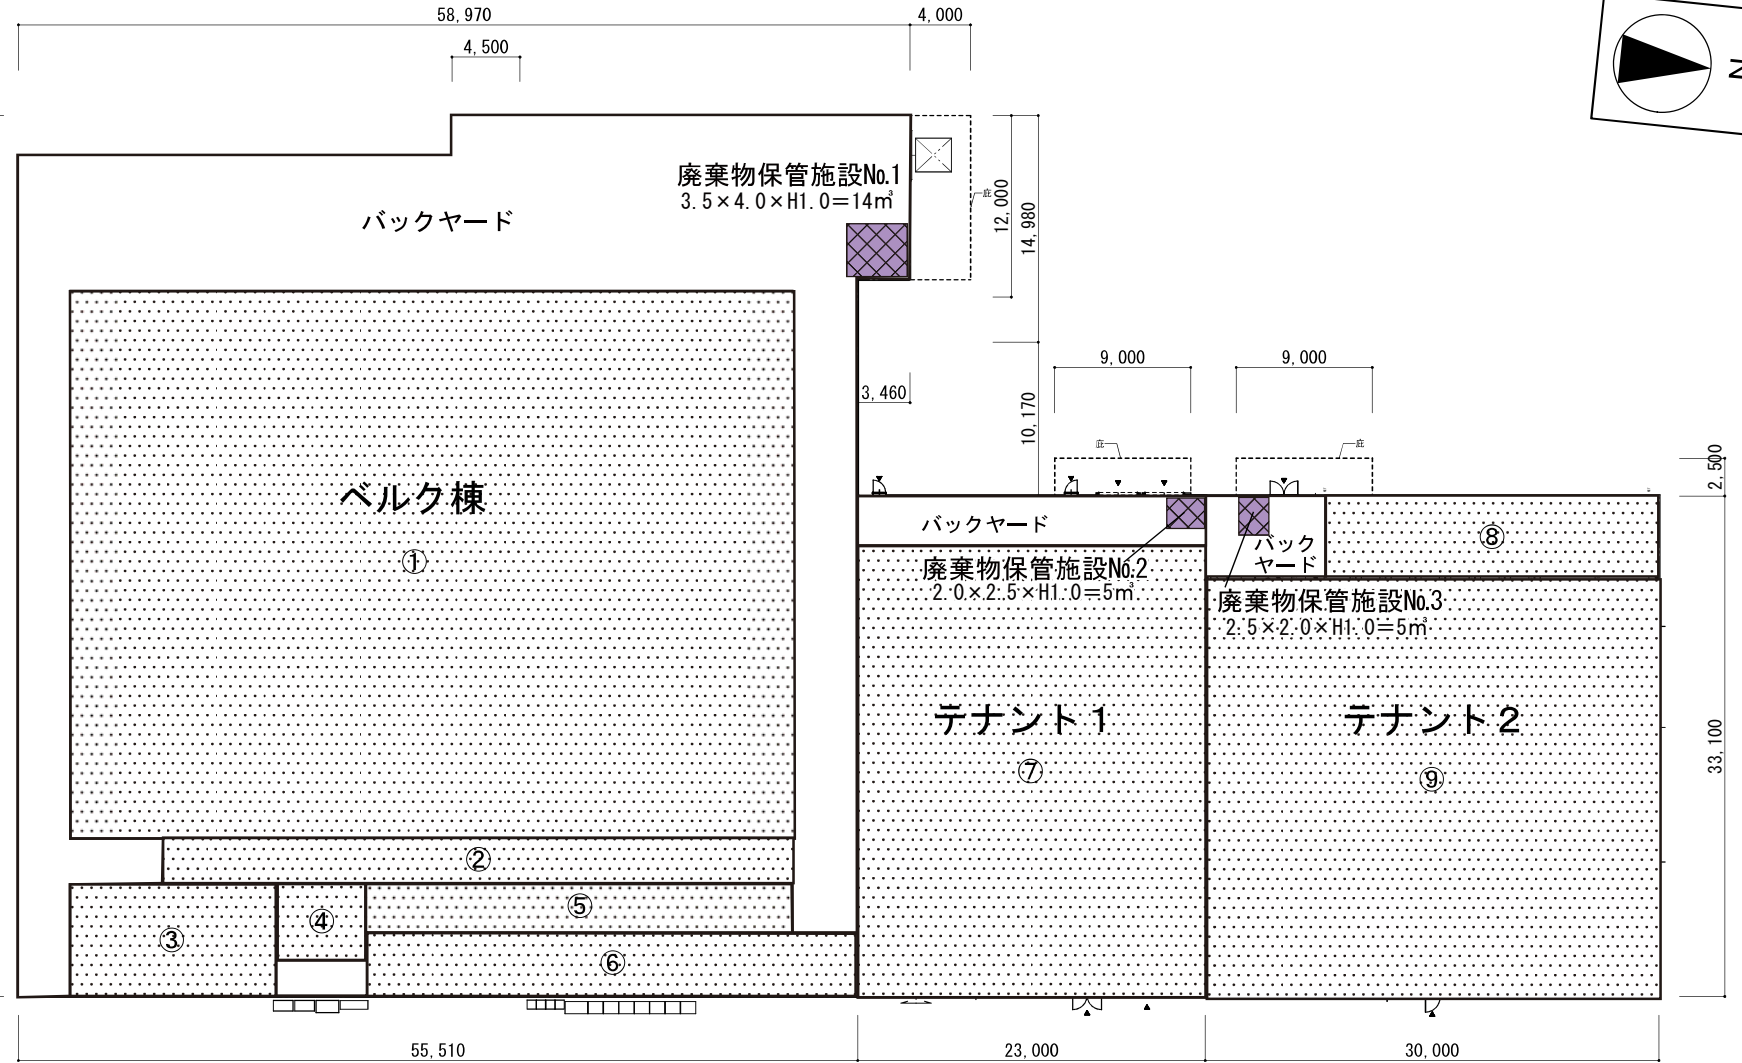 58,970
4,000
4,500
N
廃棄物保管施設No.1
3.5×4.0×H1.0=14㎥
バックヤード
庇
12,000
14,980
9,000
9,000
3,460
10,170
庇
庇
2,500
ベルク棟
①
バックヤード
バック
ヤード
⑧
廃棄物保管施設No.2
2.0×2.5×H1.0=5㎥
廃棄物保管施設No.3
2.5×2.0×H1.0=5㎥
テナント1
⑦
テナント2
⑨
33,100
②
③
④
⑤
⑥
55,510
23,000
30,000